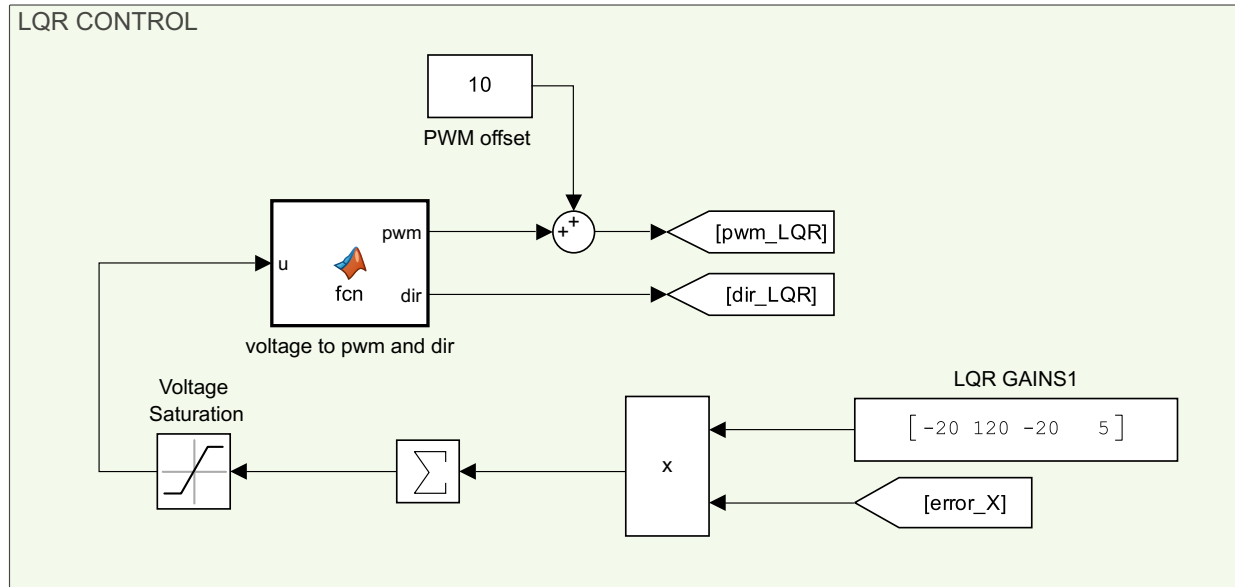 LQR CONTROL
10
PWM offset
pwm
[pwm_LQR]
u
fcn
dir
[dir_LQR]
voltage to pwm and dir
Voltage
Saturation
LQR GAINS1
[-20 120 -20 5]
x
∑
[error_X]